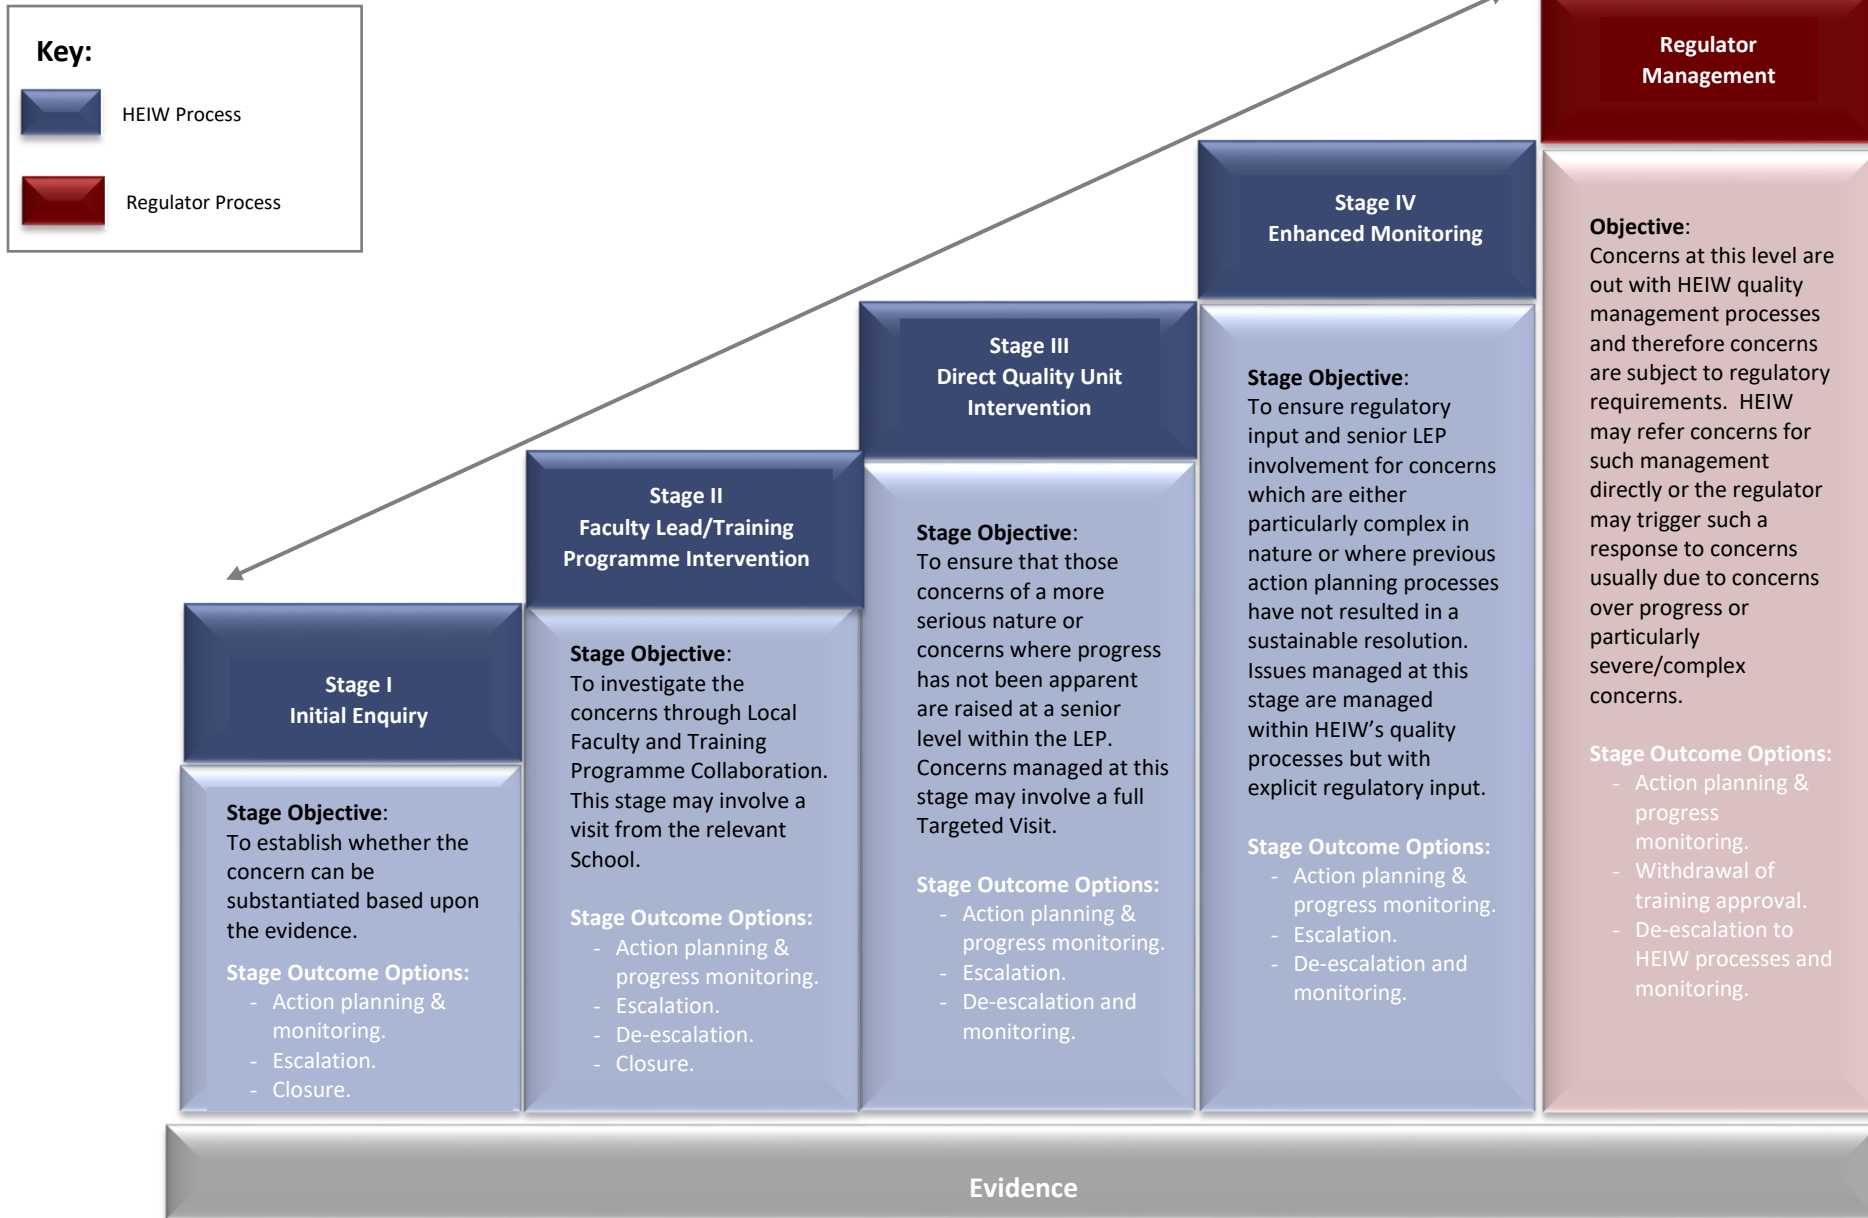 Key:
HEIW Process
Regulator Process
Stage I
Initial Enquiry
Stage Objective:
To establish whether the
concern can be
substantiated based upon
the evidence.
Stage Outcome Options:
- Action planning &
monitoring.
- Escalation.
- Closure.
Stage II
Faculty Lead/Training
Programme Intervention
Stage Objective:
To investigate the
concerns through Local
Faculty and Training
Programme Collaboration.
This stage may involve a
visit from the relevant
School.
Stage Outcome Options:
- Action planning &
progress monitoring.
- Escalation.
- De-escalation.
- Closure.
Stage III
Direct Quality Unit
Intervention
Stage Objective:
To ensure that those
concerns of a more
serious nature or
concerns where progress
has not been apparent
are raised at a senior
level within the LEP.
Concerns managed at this
stage may involve a full
Targeted Visit.
Stage Outcome Options:
- Action planning &
progress monitoring.
- Escalation.
- De-escalation and
monitoring.
Stage IV
Enhanced Monitoring
Stage Objective:
To ensure regulatory
input and senior LEP
involvement for concerns
which are either
particularly complex in
nature or where previous
action planning processes
have not resulted in a
sustainable resolution.
Issues managed at this
stage are managed
within HEIW’s quality
processes but with
explicit regulatory input.
Stage Outcome Options:
- Action planning &
progress monitoring.
- Escalation.
- De-escalation and
monitoring.
Regulator
Management
Objective:
Concerns at this level are
out with HEIW quality
management processes
and therefore concerns
are subject to regulatory
requirements.  HEIW
may refer concerns for
such management
directly or the regulator
may trigger such a
response to concerns
usually due to concerns
over progress or
particularly
severe/complex
concerns.
Stage Outcome Options:
- Action planning &
progress
monitoring.
- Withdrawal of
training approval.
- De-escalation to
HEIW processes and
monitoring.
Evidence